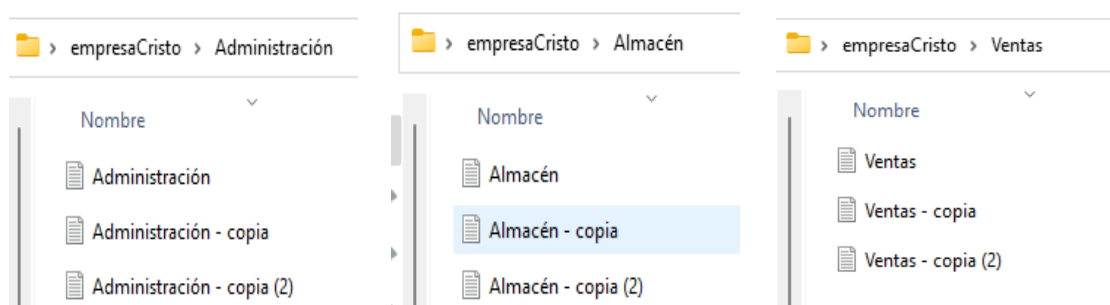 empresaCristo > Administración
Nombre
Administración
Administración - copia
Administración - copia (2)
empresaCristo > Almacén
Nombre
Almacén
Almacén - copia
Almacén - copia (2)
empresaCristo > Ventas
Nombre
Ventas
Ventas - copia
Ventas - copia (2)